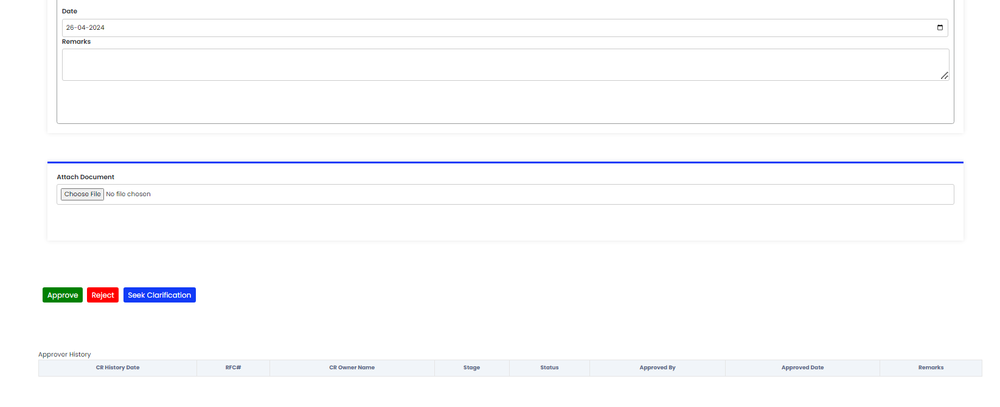 Date
26-04-2024
Remarks
Attach Document
Choose File No file chosen
Approve Reject Seek Clarification
Approver History
CR History Date RFC# CR Owner Name Stage Status Approved By Approved Date Remarks